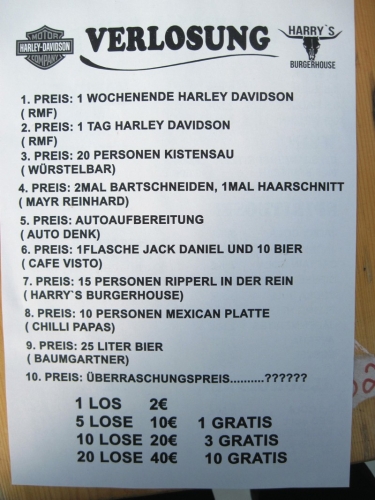 MOTOR
HARLEY-DAVIDSON
COMPANY
VERLOSUNG
HARRY`S
BURGERHOUSE
1. PREIS: 1 WOCHENENDE HARLEY DAVIDSON
( RMF)
2. PREIS: 1 TAG HARLEY DAVIDSON
( RMF)
3. PREIS: 20 PERSONEN KISTENSAU
( WÜRSTELBAR)
4. PREIS: 2MAL BARTSCHNEIDEN, 1MAL HAARSCHNITT
( MAYR REINHARD)
5. PREIS: AUTOAUFBEREITUNG
( AUTO DENK)
6. PREIS: 1FLASCHE JACK DANIEL UND 10 BIER
( CAFE VISTO)
7. PREIS: 15 PERSONEN RIPPERL IN DER REIN
( HARRY`S BURGERHOUSE)
8. PREIS: 10 PERSONEN MEXICAN PLATTE
( CHILLI PAPAS)
9. PREIS: 25 LITER BIER
( BAUMGARTNER)
10. PREIS: ÜBERRASCHUNGSPREIS..........??????
1 LOS 2€
5 LOSE 10€ 1 GRATIS
10 LOSE 20€ 3 GRATIS
20 LOSE 40€ 10 GRATIS